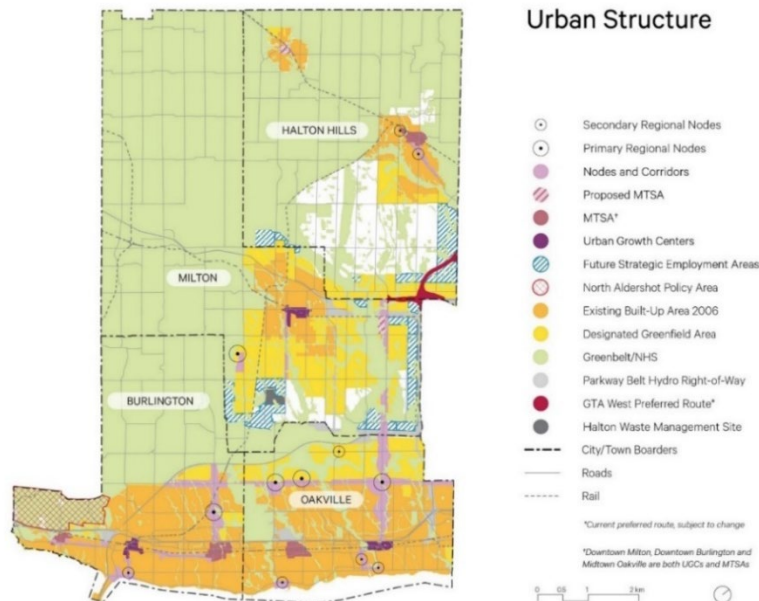 Urban Structure
HALTON HILLS
MILTON
BURLINGTON
OAKVILLE
Secondary Regional Nodes
Primary Regional Nodes
Nodes and Corridors
Proposed MTSA
MTSA*
Urban Growth Centers
Future Strategic Employment Areas
North Aldershot Policy Area
Existing Built-Up Area 2006
Designated Greenfield Area
Greenbelt/NHS
Parkway Belt Hydro Right-of-Way
GTA West Preferred Route*
Halton Waste Management Site
City/Town Boarders
Roads
Rail
*Current preferred route, subject to change
*Downtown Milton, Downtown Burlington and
Midtown Oakville are both UGCs and MTSAs
0 0.5 1 2 km